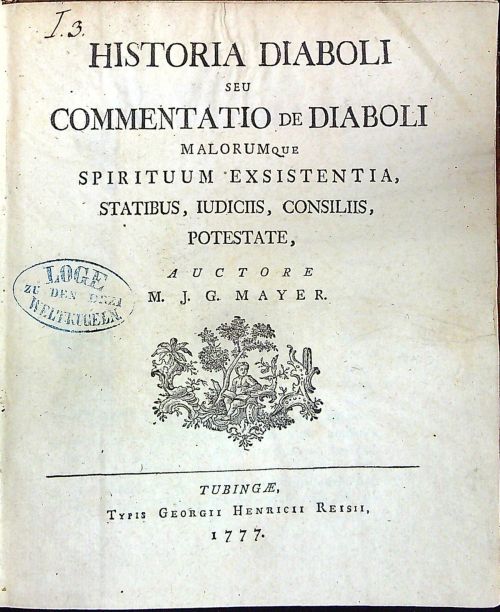 I.3.
HISTORIA DIABOLI
SEU
COMMENTATIO DE DIABOLI
MALORUMQUE
SPIRITUUM EXSISTENTIA,
STATIBUS, IUDICIIS, CONSILIIS,
POTESTATE,
AUCTORE
M. J. G. MAYER.
LOGE
ZU DEN DREI
WELTKUGELN
TUBINGÆ,
TYPIS GEORGII HENRICII REISII,
1777.